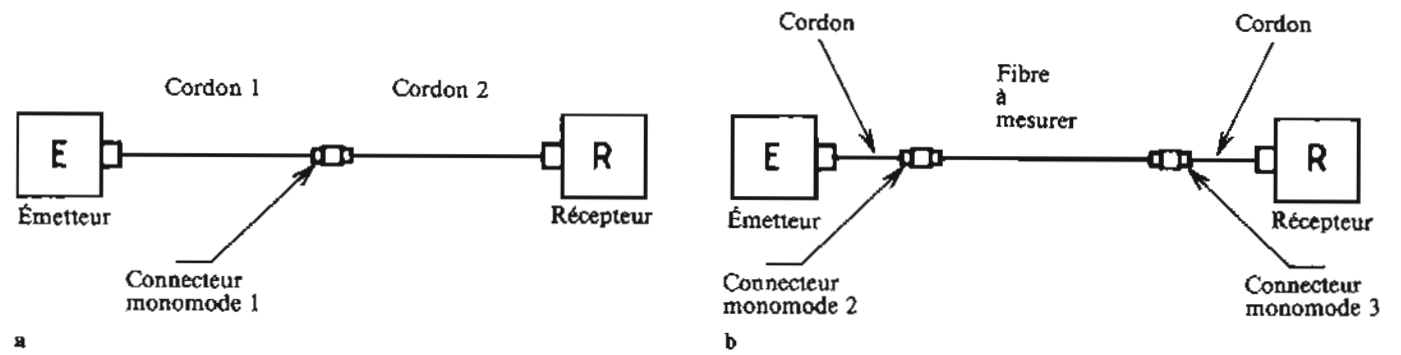 Cordon 1
Cordon 2
E
R
Émetteur
Récepteur
Connecteur
monomode 1
a
Cordon
Cordon
Fibre
à
mesurer
E
R
Émetteur
Récepteur
Connecteur
monomode 2
Connecteur
monomode 3
b